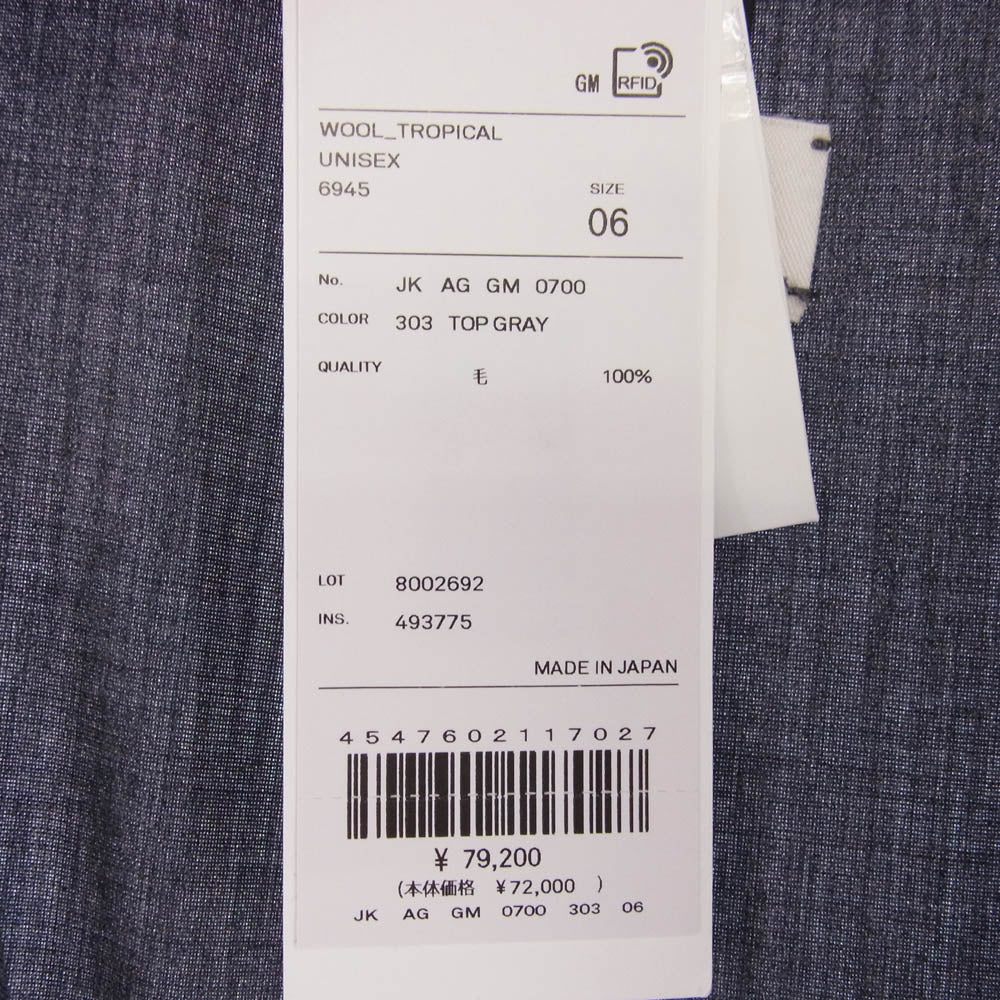 GM RFID
WOOL_TROPICAL
UNISEX
6945 SIZE
06
No. JK AG GM 0700
COLOR 303 TOP GRAY
QUALITY 毛 100%
LOT 8002692
INS. 493775
MADE IN JAPAN
4547602117027
¥ 79,200
(本体価格 ¥72,000 )
JK AG GM 0700 303 06